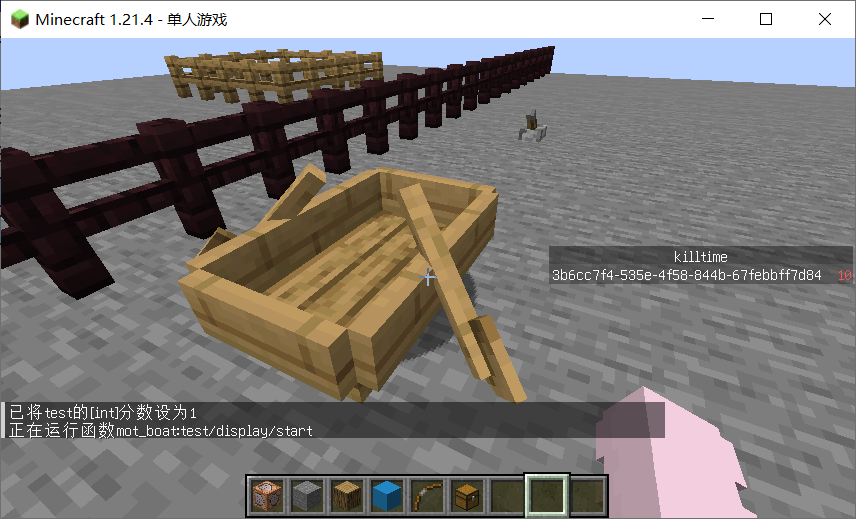 Minecraft 1.21.4 - 单人游戏
killtime
3b6cc7f4-535e-4f58-844b-67febbff7d84 10
已将test的[int]分数设为1
正在运行函数mot_boat:test/display/start